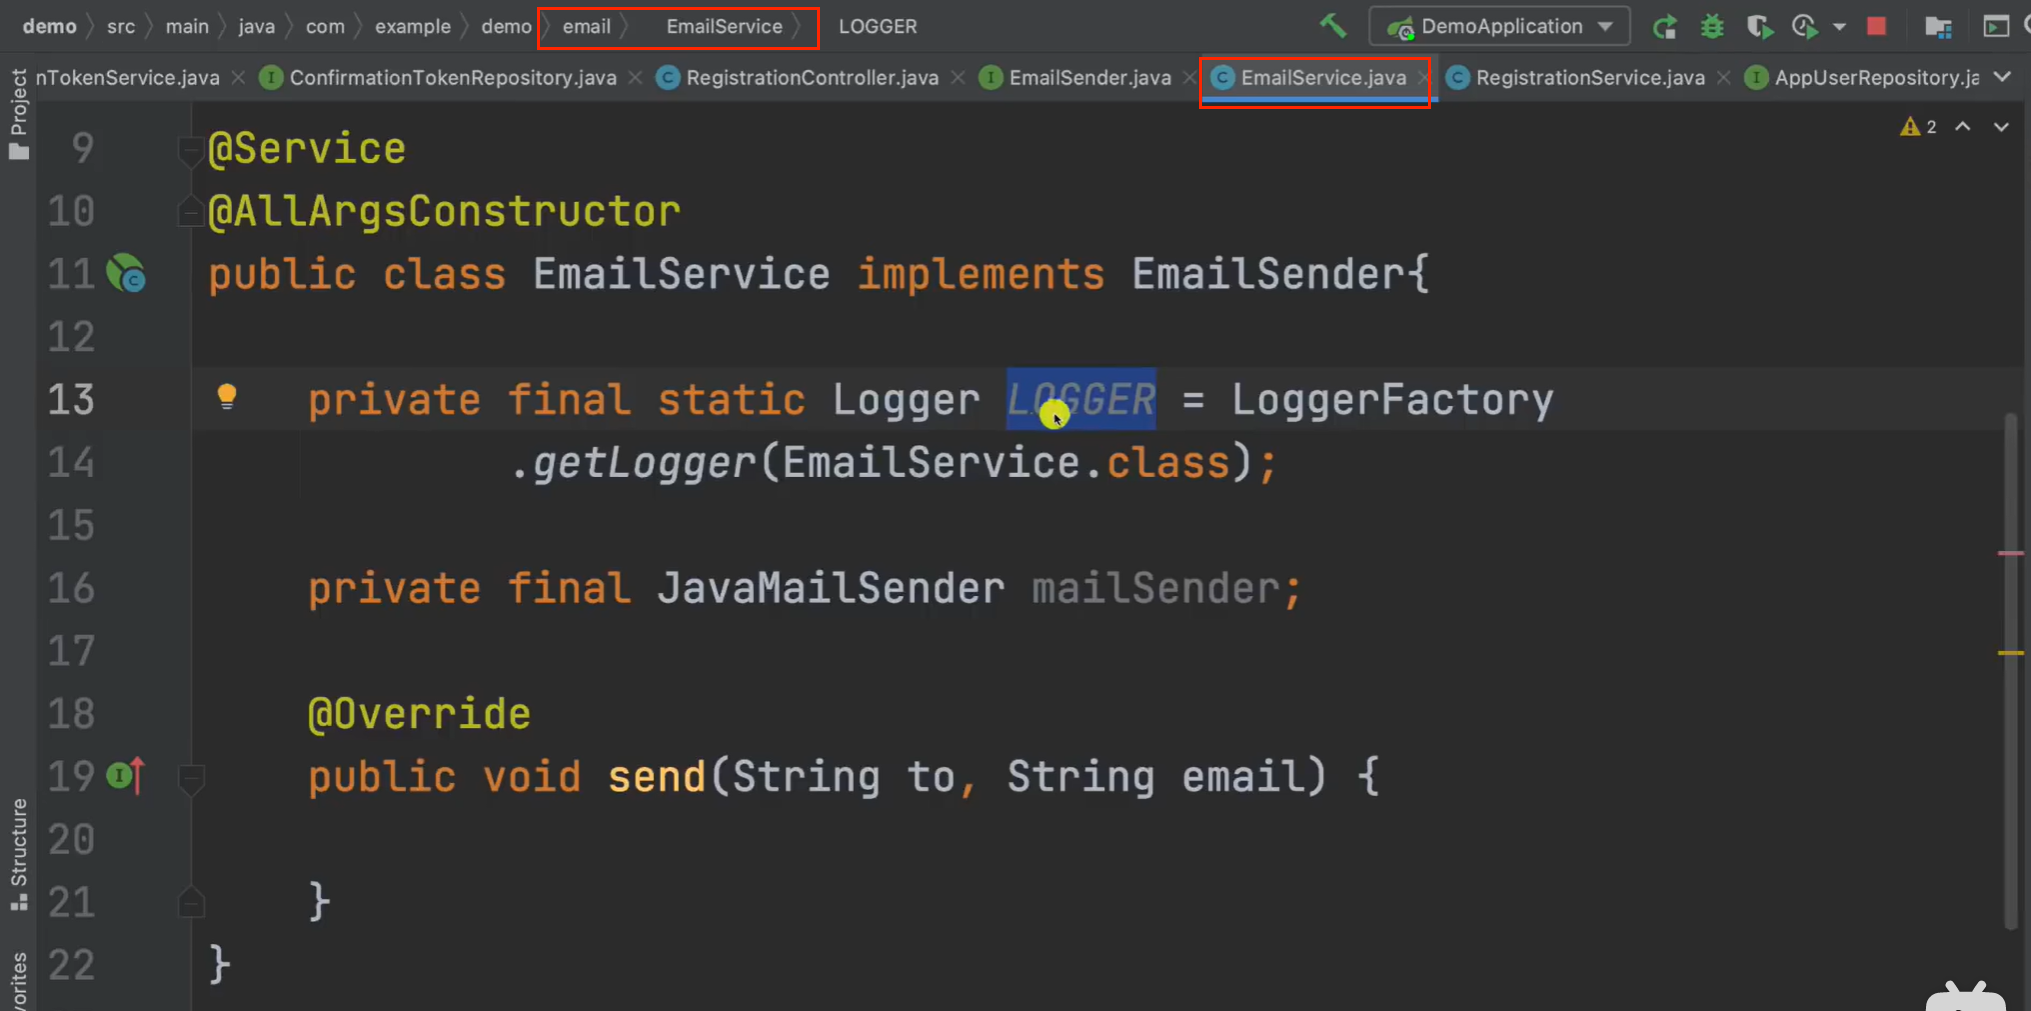 demo src main java com example demo email EmailService LOGGER DemoApplication
nTokenService.java ConfirmationTokenRepository.java RegistrationController.java EmailSender.java EmailService.java RegistrationService.java AppUserRepository.ja
Project
2
9 @Service
10 @AllArgsConstructor
11 public class EmailService implements EmailSender{
12
13 private final static Logger LOGGER = LoggerFactory
14 .getLogger(EmailService.class);
15
16 private final JavaMailSender mailSender;
17
18 @Override
19 public void send(String to, String email) {
20
21 }
22 }
Structure
vorites